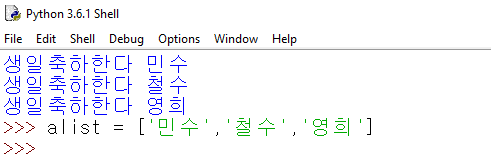 Python 3.6.1 Shell
File Edit Shell Debug Options Window Help
생일축하한다 민수
생일축하한다 철수
생일축하한다 영희
>>> alist = ['민수','철수','영희']
>>>